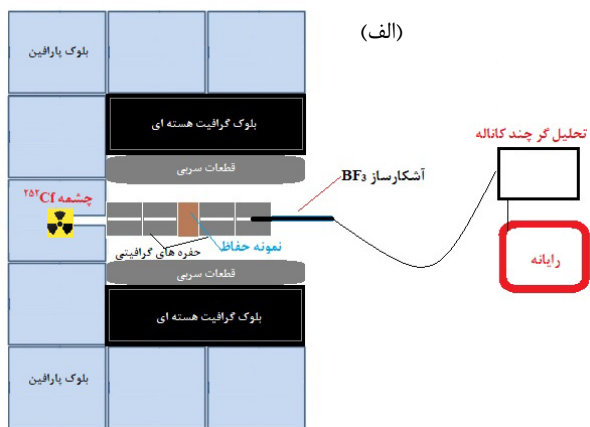 (الف)
بلوک پارافین
بلوک گرافیت هسته ای
قطعات سربی
تحلیل گر چند کاناله
آشکارساز BF₃
چشمه ²⁵²Cf
نمونه حفاظ
حفره های گرافیتی
رایانه
قطعات سربی
بلوک گرافیت هسته ای
بلوک پارافین